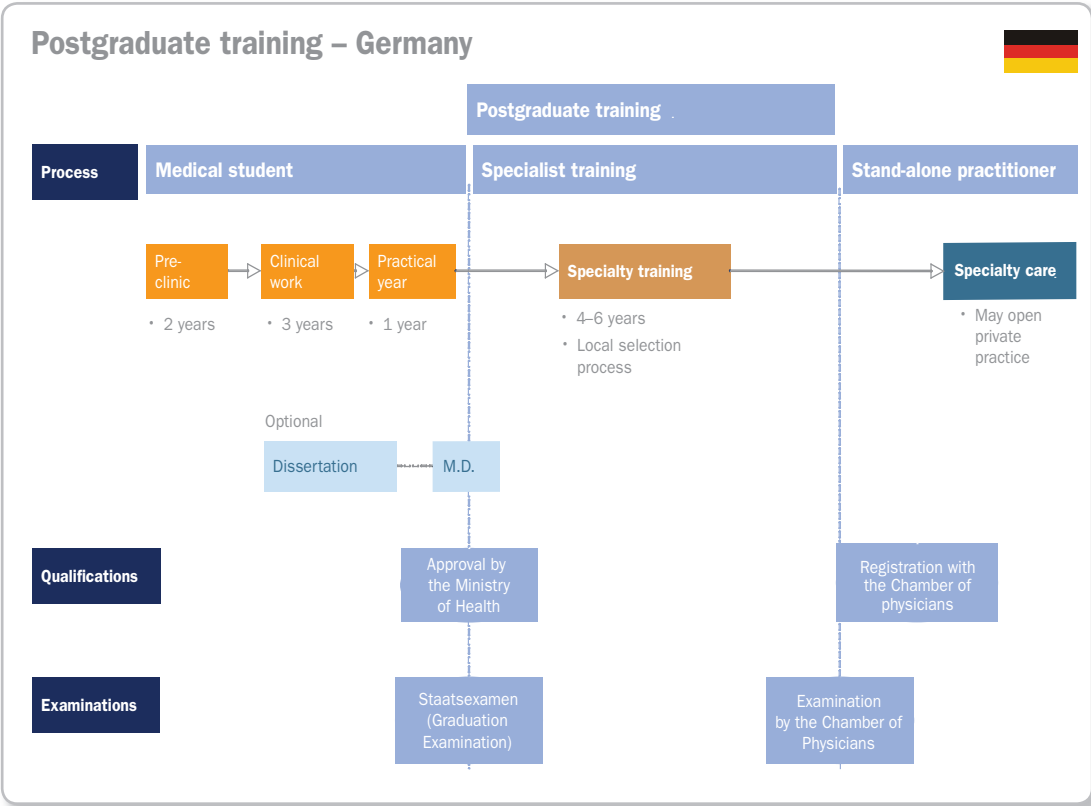 Postgraduate training – Germany
Postgraduate training .
Process
Medical student
Specialist training
Stand-alone practitioner
Pre-
clinic
Clinical
work
Practical
year
Specialty training
Specialty care
• 2 years
• 3 years
• 1 year
• 4–6 years
• Local selection
process
• May open
private
practice
Optional
Dissertation
M.D.
Qualifications
Approval by
the Ministry
of Health
Registration with
the Chamber of
physicians
Examinations
Staatsexamen
(Graduation
Examination)
Examination
by the Chamber of
Physicians